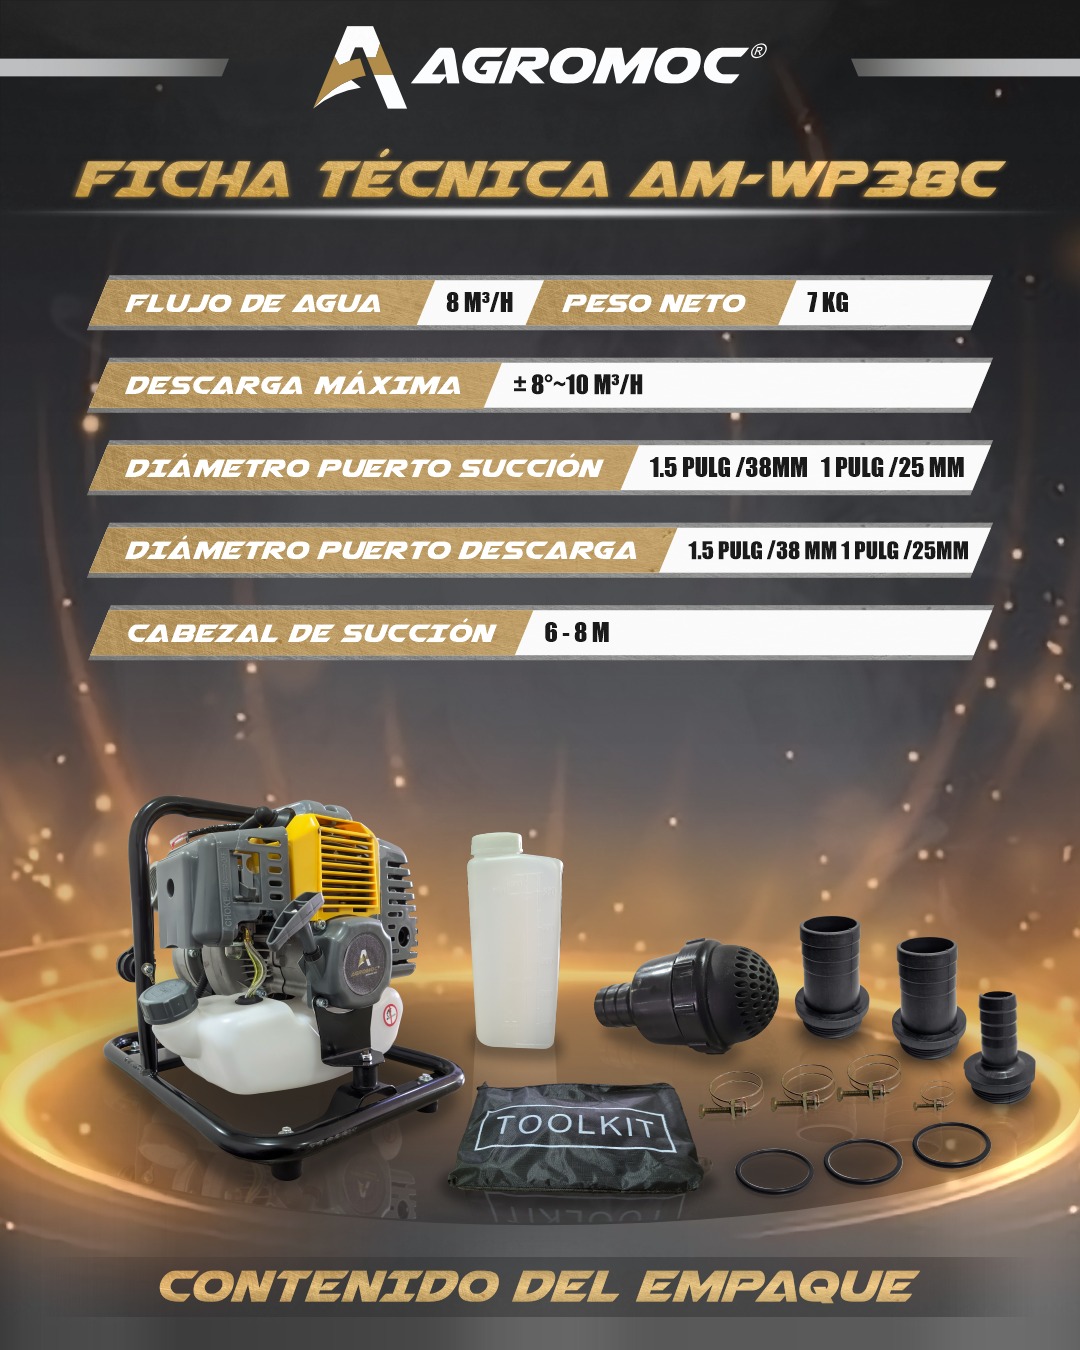 AGROMOC®
FICHA TÉCNICA AM-WP38C
FLUJO DE AGUA 8 M³/H PESO NETO 7 KG
DESCARGA MÁXIMA ± 8°~10 M³/H
DIÁMETRO PUERTO SUCCIÓN 1.5 PULG /38MM 1 PULG /25 MM
DIÁMETRO PUERTO DESCARGA 1.5 PULG /38 MM 1 PULG /25MM
CABEZAL DE SUCCIÓN 6 - 8 M
AGROMOC
TOOLKIT
CONTENIDO DEL EMPAQUE